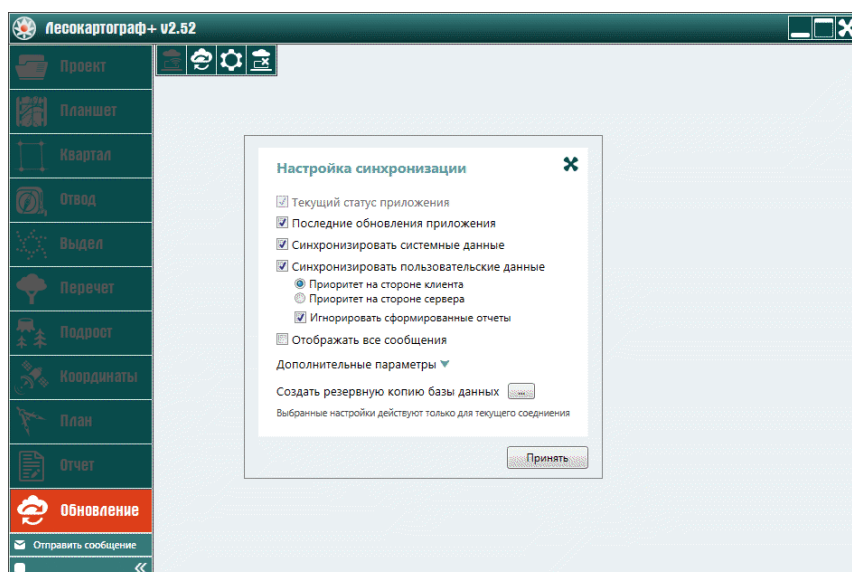 Лесокартограф+ v2.52
Проект
Планшет
Квартал
Отвод
Выдел
Перечет
Подрост
Координаты
План
Отчет
Обновление
Отправить сообщение
Настройка синхронизации
Текущий статус приложения
Последние обновления приложения
Синхронизировать системные данные
Синхронизировать пользовательские данные
Приоритет на стороне клиента
Приоритет на стороне сервера
Игнорировать сформированные отчеты
Отображать все сообщения
Дополнительные параметры
Создать резервную копию базы данных ...
Выбранные настройки действуют только для текущего соедниения
Принять